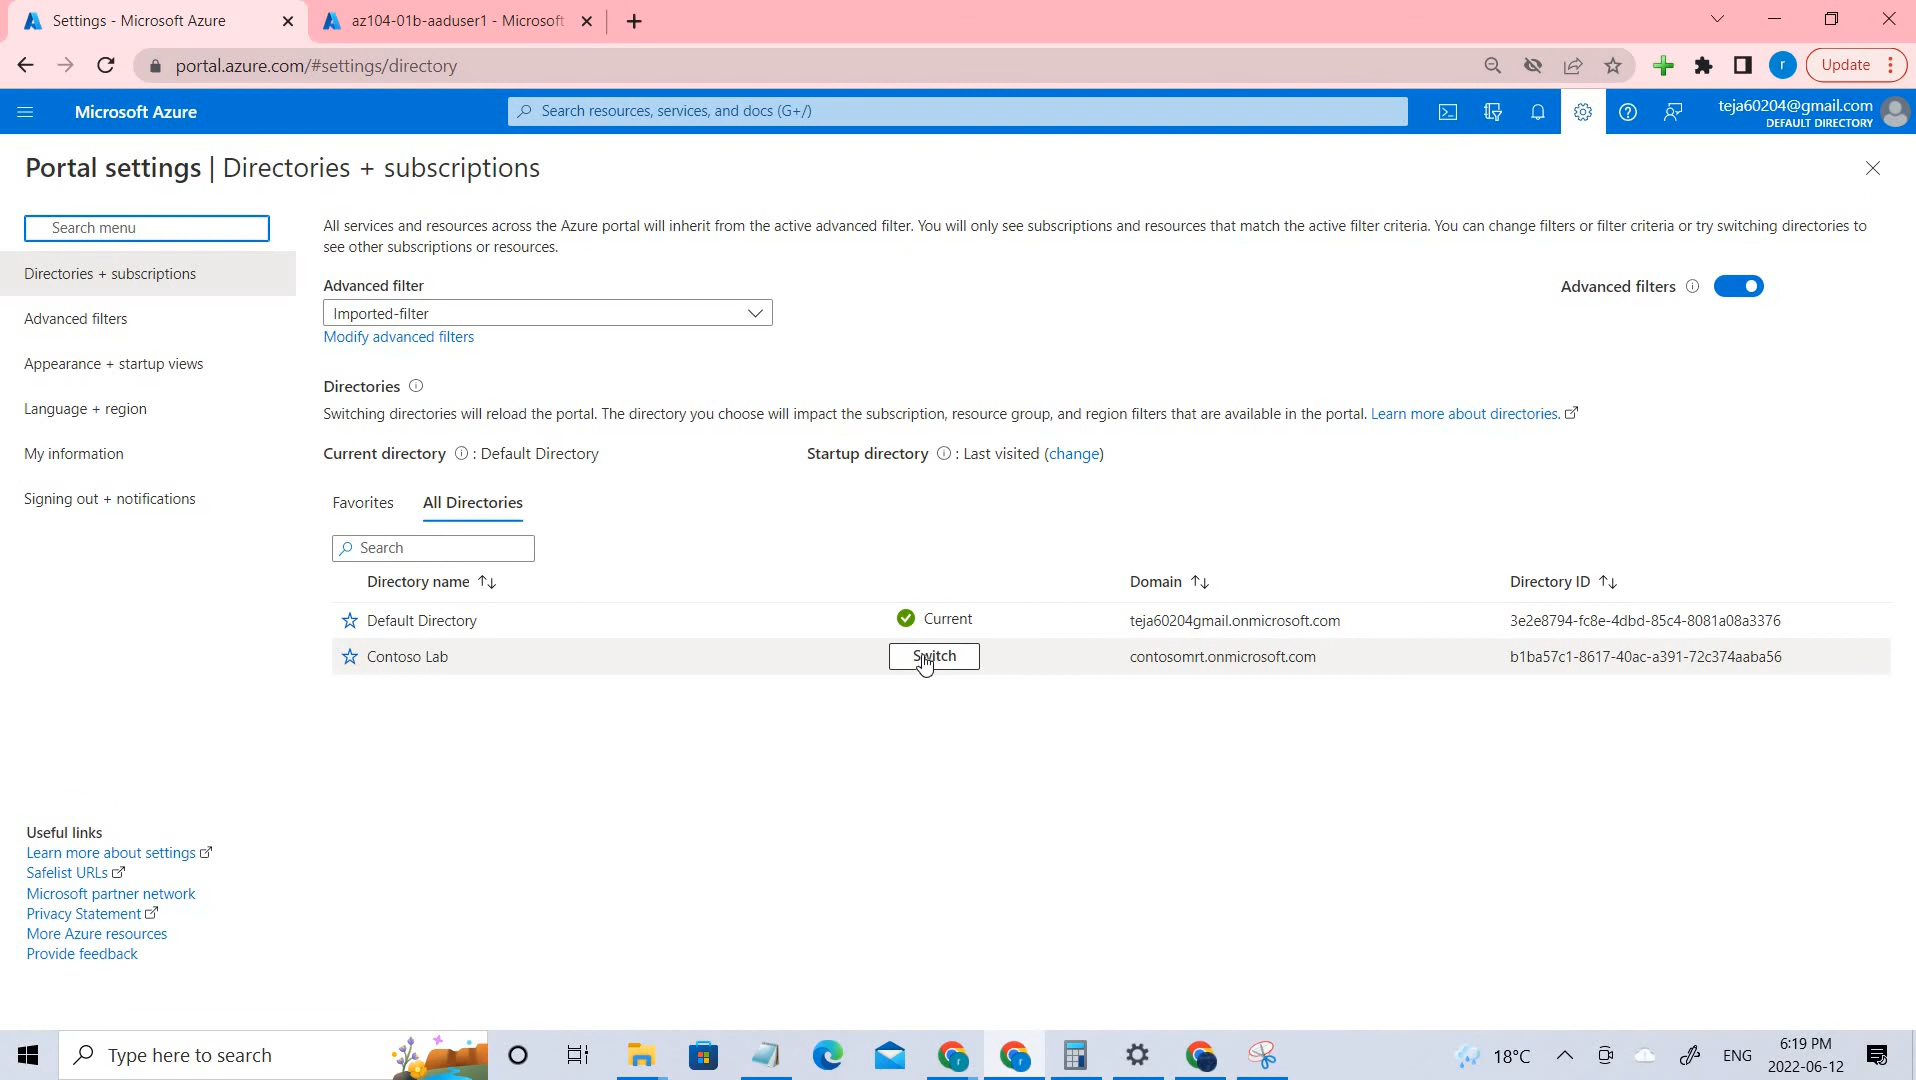 Settings - Microsoft Azure
az104-01b-aaduser1 - Microsoft
portal.azure.com/#settings/directory
r
Update
Microsoft Azure
Search resources, services, and docs (G+/)
teja60204@gmail.com
DEFAULT DIRECTORY
Portal settings | Directories + subscriptions
Search menu
Directories + subscriptions
Advanced filters
Appearance + startup views
Language + region
My information
Signing out + notifications
All services and resources across the Azure portal will inherit from the active advanced filter. You will only see subscriptions and resources that match the active filter criteria. You can change filters or filter criteria or try switching directories to
see other subscriptions or resources.
Advanced filter
Imported-filter
Modify advanced filters
Advanced filters
Directories
Switching directories will reload the portal. The directory you choose will impact the subscription, resource group, and region filters that are available in the portal. Learn more about directories.
Current directory : Default Directory
Startup directory : Last visited (change)
Favorites All Directories
Search
Directory name Domain Directory ID
Default Directory Current teja60204gmail.onmicrosoft.com 3e2e8794-fc8e-4dbd-85c4-8081a08a3376
Contoso Lab Switch contosomrt.onmicrosoft.com b1ba57c1-8617-40ac-a391-72c374aaba56
Useful links
Learn more about settings
Safelist URLs
Microsoft partner network
Privacy Statement
More Azure resources
Provide feedback
Type here to search
18°C
ENG
6:19 PM
2022-06-12